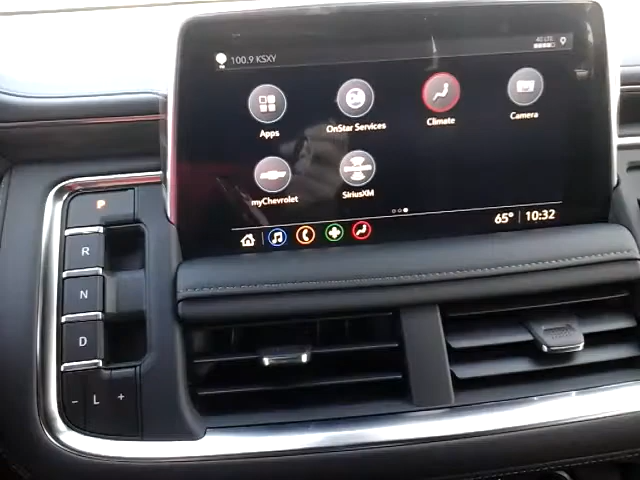 4G LTE
100.9 KSXY
Apps
OnStar Services
Climate
Camera
myChevrolet
SiriusXM
65° 10:32
P
R
N
D
− L +